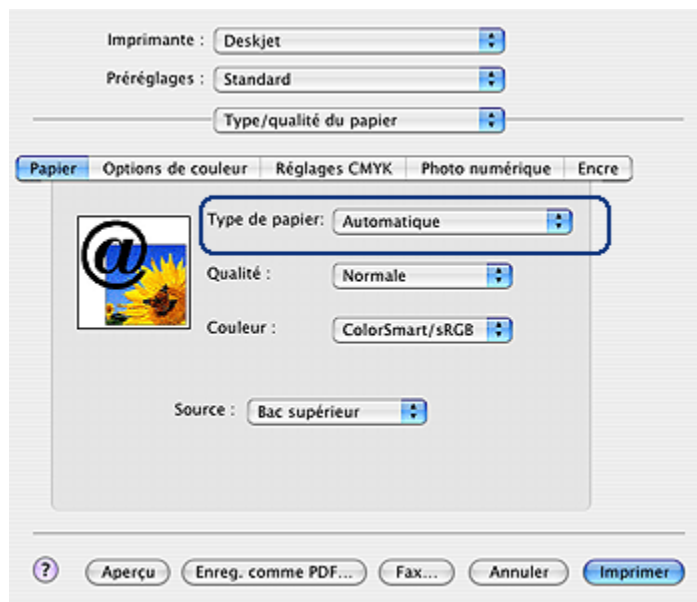 Imprimante : Deskjet
Préréglages : Standard
Type/qualité du papier
Papier Options de couleur Réglages CMYK Photo numérique Encre
@
Type de papier: Automatique
Qualité : Normale
Couleur : ColorSmart/sRGB
Source : Bac supérieur
? Aperçu Enreg. comme PDF... Fax... Annuler Imprimer